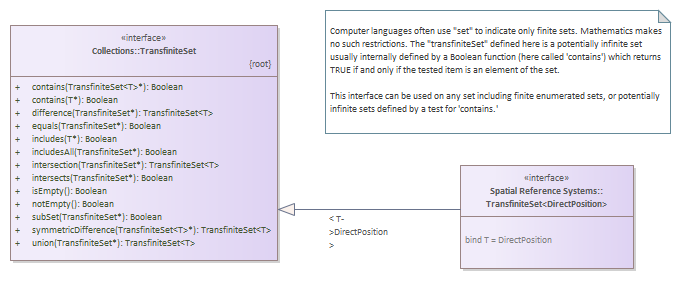 «interface»
Collections::TransfiniteSet
{root}
+ contains(TransfiniteSet<T>*): Boolean
+ contains(T*): Boolean
+ difference(TransfiniteSet*): TransfiniteSet<T>
+ equals(TransfiniteSet*): Boolean
+ includes(T*): Boolean
+ includesAll(TransfiniteSet*): Boolean
+ intersection(TransfiniteSet*): TransfiniteSet<T>
+ intersects(TransfiniteSet*): Boolean
+ isEmpty(): Boolean
+ notEmpty(): Boolean
+ subSet(TransfiniteSet*): Boolean
+ symmetricDifference(TransfiniteSet<T>*): TransfiniteSet<T>
+ union(TransfiniteSet*): TransfiniteSet<T>
Computer languages often use "set" to indicate only finite sets. Mathematics makes
no such restrictions. The "transfiniteSet" defined here is a potentially infinite set
usually internally defined by a Boolean function (here called 'contains') which returns
TRUE if and only if the tested item is an element of the set.
This interface can be used on any set including finite enumerated sets, or potentially
infinite sets defined by a test for 'contains.'
< T-
>DirectPosition
>
«interface»
Spatial Reference Systems::
TransfiniteSet<DirectPosition>
bind T = DirectPosition